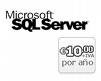 Microsoft
SQL Server
€10,00
+IVA
por año